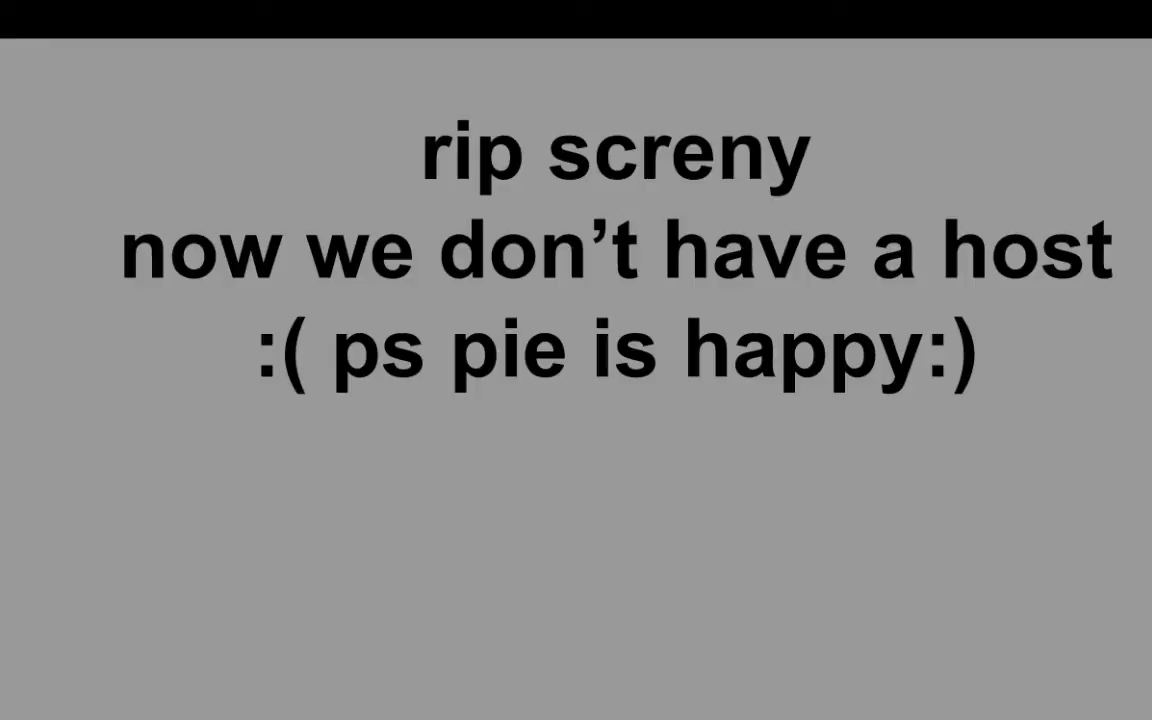 rip screny
now we don’t have a host
:( ps pie is happy:)